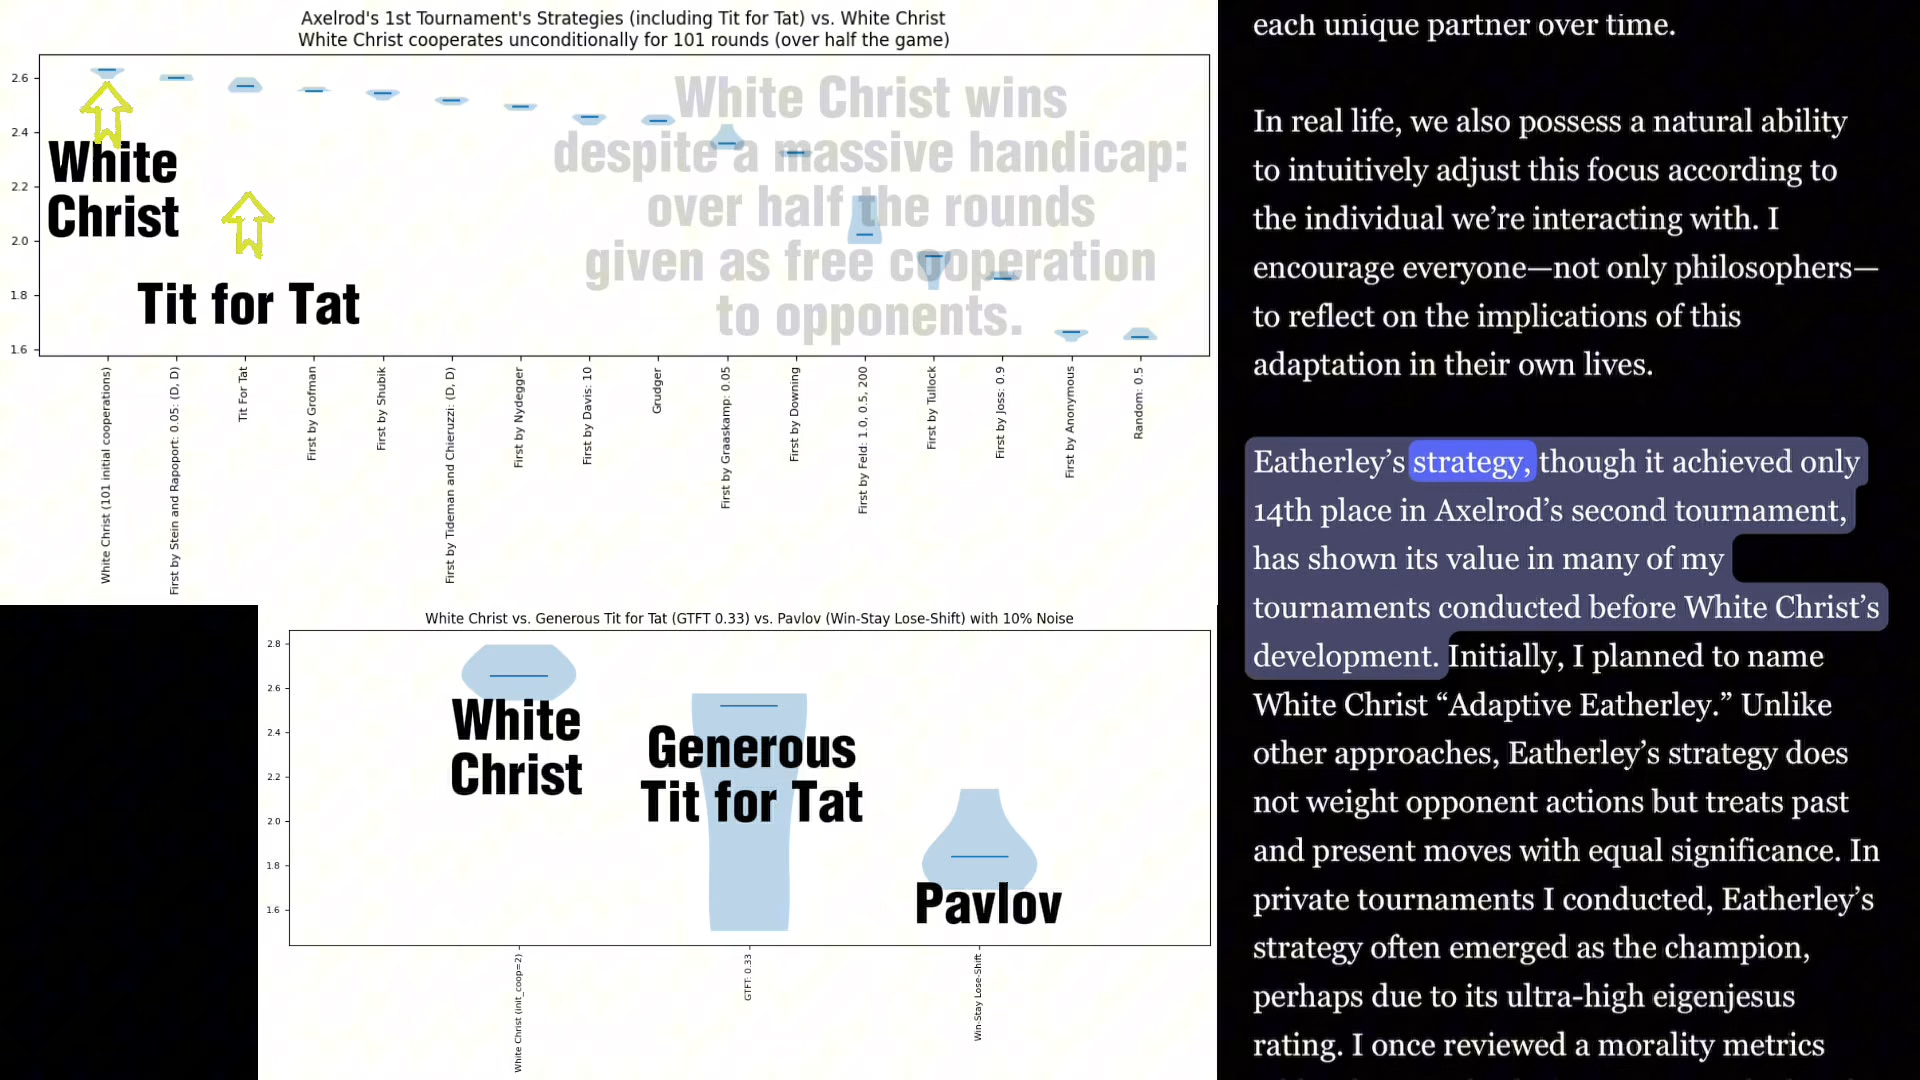 Axelrod's 1st Tournament's Strategies (including Tit for Tat) vs. White Christ
White Christ cooperates unconditionally for 101 rounds (over half the game)
2.6
2.4
2.2
2.0
1.8
1.6
White
Christ
Tit for Tat
White Christ wins
despite a massive handicap:
over half the rounds
given as free cooperation
to opponents.
White Christ (101 initial cooperations)
First by Stein and Rapoport: 0.05: (D, D)
Tit For Tat
First by Grofman
First by Shubik
First by Tideman and Chieruzzi: (D, D)
First by Nydegger
First by Davis: 10
Grudger
First by Graaskamp: 0.05
First by Downing
First by Feld: 1.0, 0.5, 200
First by Tullock
First by Joss: 0.9
First by Anonymous
Random: 0.5
White Christ vs. Generous Tit for Tat (GTFT 0.33) vs. Pavlov (Win-Stay Lose-Shift) with 10% Noise
2.8
2.6
2.4
2.2
2.0
1.8
1.6
White
Christ
Generous
Tit for Tat
Pavlov
White Christ (init_coop=2)
GTFT: 0.33
Win-Stay Lose-Shift
each unique partner over time.
In real life, we also possess a natural ability
to intuitively adjust this focus according to
the individual we’re interacting with. I
encourage everyone—not only philosophers—
to reflect on the implications of this
adaptation in their own lives.
Eatherley’s strategy, though it achieved only
14th place in Axelrod’s second tournament,
has shown its value in many of my
tournaments conducted before White Christ’s
development. Initially, I planned to name
White Christ “Adaptive Eatherley.” Unlike
other approaches, Eatherley’s strategy does
not weight opponent actions but treats past
and present moves with equal significance. In
private tournaments I conducted, Eatherley’s
strategy often emerged as the champion,
perhaps due to its ultra-high eigenjesus
rating. I once reviewed a morality metrics